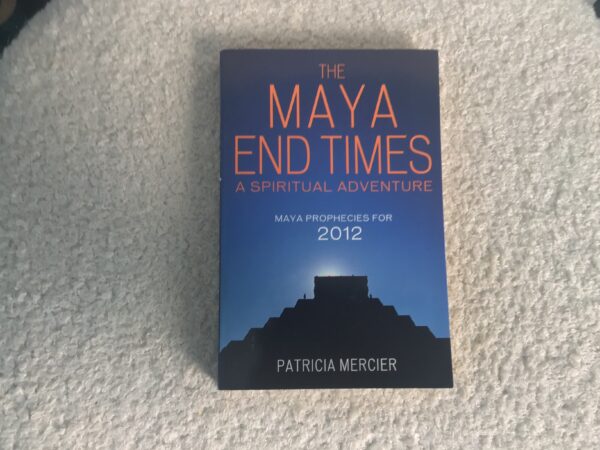 THE
MAYA
END TIMES
A SPIRITUAL ADVENTURE
MAYA PROPHECIES FOR
2012
PATRICIA MERCIER